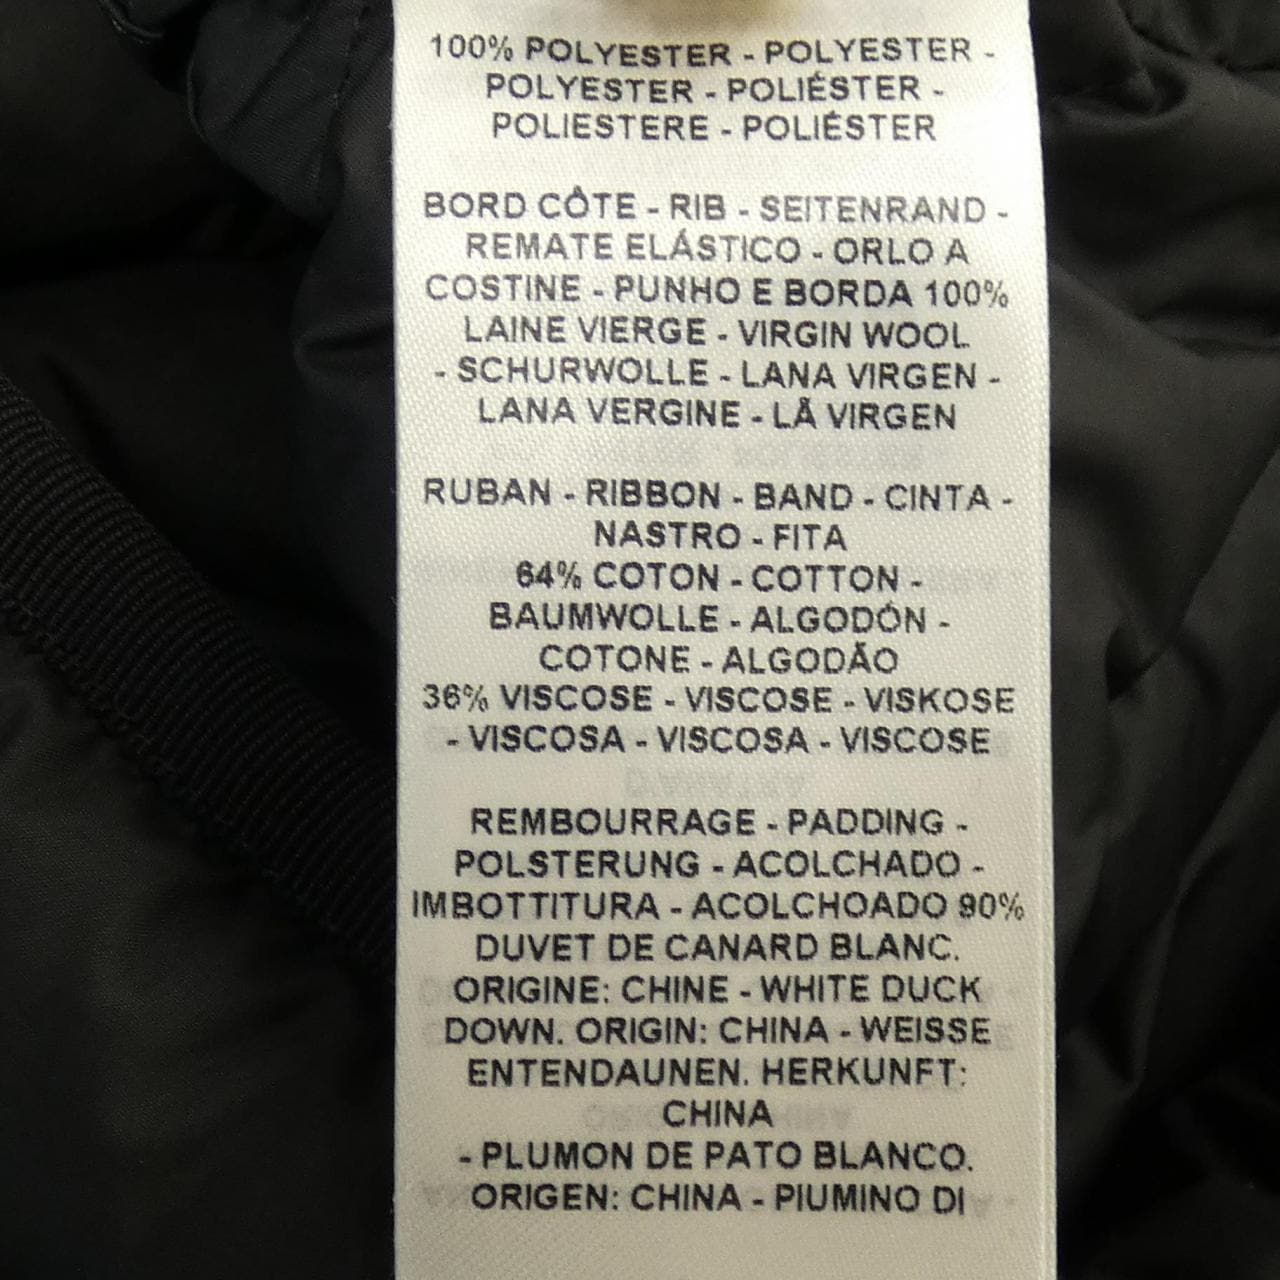 100% POLYESTER - POLYESTER -
POLYESTER - POLIÉSTER -
POLIESTERE - POLIÉSTER
BORD CÔTE - RIB - SEITENRAND -
REMATE ELÁSTICO - ORLO A
COSTINE - PUNHO E BORDA 100%
LAINE VIERGE - VIRGIN WOOL
- SCHURWOLLE - LANA VIRGEN -
LANA VERGINE - LÃ VIRGEN
RUBAN - RIBBON - BAND - CINTA -
NASTRO - FITA
64% COTON - COTTON -
BAUMWOLLE - ALGODÓN -
COTONE - ALGODÃO
36% VISCOSE - VISCOSE - VISKOSE
- VISCOSA - VISCOSA - VISCOSE
REMBOURRAGE - PADDING -
POLSTERUNG - ACOLCHADO -
IMBOTTITURA - ACOLCHOADO 90%
DUVET DE CANARD BLANC.
ORIGINE: CHINE - WHITE DUCK
DOWN. ORIGIN: CHINA - WEISSE
ENTENDAUNEN. HERKUNFT:
CHINA
- PLUMON DE PATO BLANCO.
ORIGEN: CHINA - PIUMINO DI